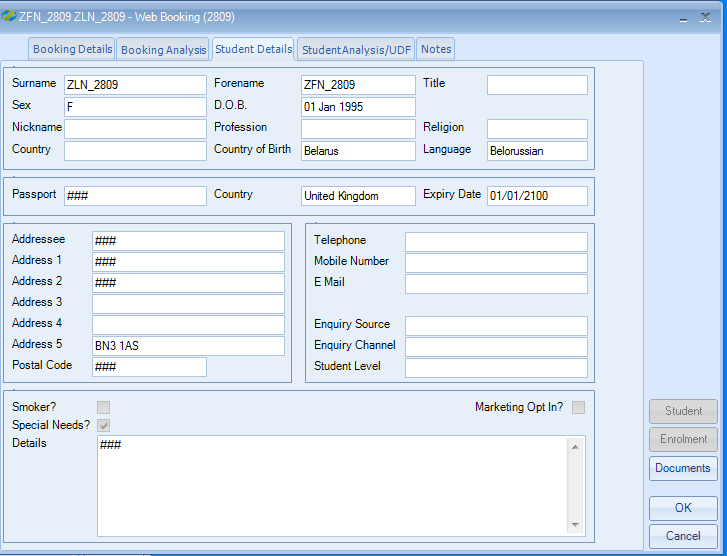 ZFN_2809 ZLN_2809 - Web Booking (2809)
Booking Details Booking Analysis Student Details StudentAnalysis/UDF Notes
Surname ZLN_2809 Forename ZFN_2809 Title
Sex F D.O.B. 01 Jan 1995
Nickname Profession Religion
Country Country of Birth Belarus Language Belorussian
Passport ### Country United Kingdom Expiry Date 01/01/2100
Addressee ###
Address 1 ###
Address 2 ###
Address 3
Address 4
Address 5 BN3 1AS
Postal Code ###
Telephone
Mobile Number
E Mail
Enquiry Source
Enquiry Channel
Student Level
Smoker? Marketing Opt In?
Special Needs?
Details ###
Student
Enrolment
Documents
OK
Cancel